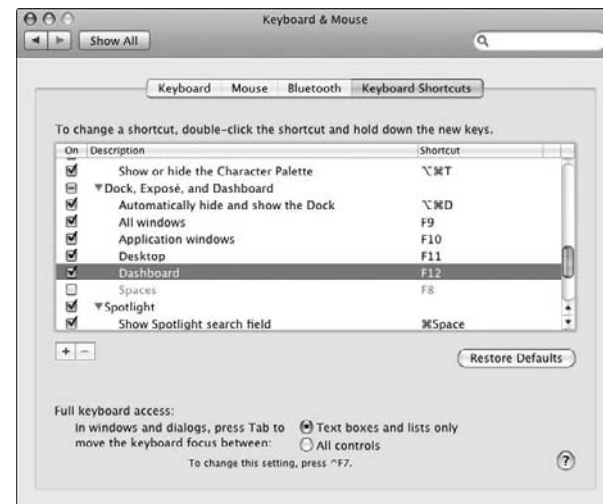 Keyboard & Mouse
Show All
Keyboard Mouse Bluetooth Keyboard Shortcuts
To change a shortcut, double-click the shortcut and hold down the new keys.
On Description Shortcut
Show or hide the Character Palette ⌥⌘T
▼Dock, Exposé, and Dashboard
Automatically hide and show the Dock ⌥⌘D
All windows F9
Application windows F10
Desktop F11
Dashboard F12
Spaces F8
▼Spotlight
Show Spotlight search field ⌘Space
+ −
Restore Defaults
Full keyboard access:
In windows and dialogs, press Tab to Text boxes and lists only
move the keyboard focus between: All controls
To change this setting, press ^F7.
?